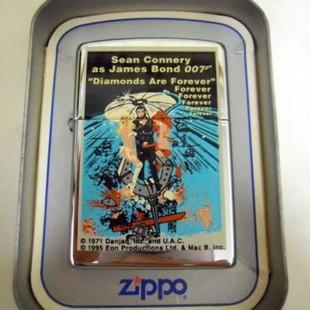 Sean Connery
as James Bond 007
"Diamonds Are Forever"
Forever
Forever
Forever
Forever
Forever
© 1971 Danjaq, Inc. and U.A.C.
© 1995 Eon Productions Ltd. & Mac B. Inc.
zippo